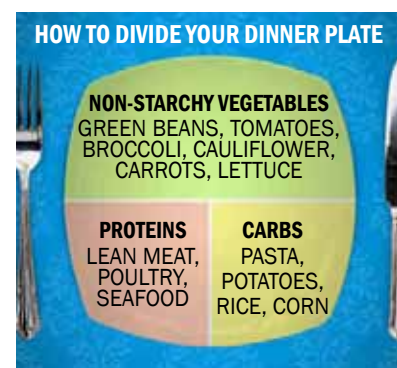 HOW TO DIVIDE YOUR DINNER PLATE
NON-STARCHY VEGETABLES
GREEN BEANS, TOMATOES,
BROCCOLI, CAULIFLOWER,
CARROTS, LETTUCE
PROTEINS
LEAN MEAT,
POULTRY,
SEAFOOD
CARBS
PASTA,
POTATOES,
RICE, CORN